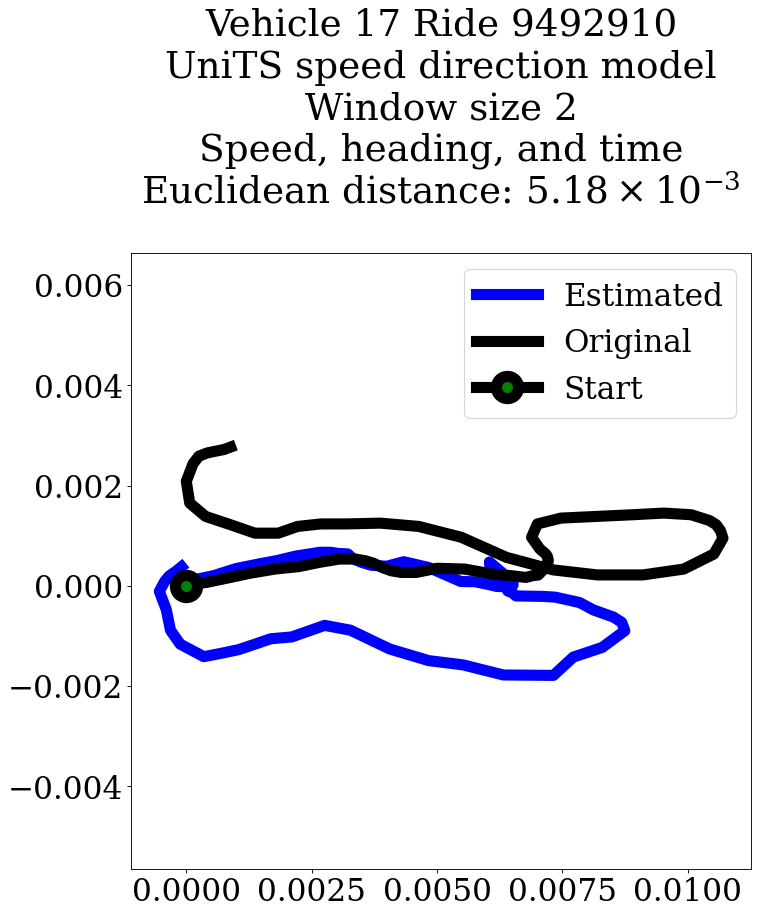 Vehicle 17 Ride 9492910
UniTS speed direction model
Window size 2
Speed, heading, and time
Euclidean distance: 5.18 × 10⁻³
Estimated
Original
Start
0.006
0.004
0.002
0.000
−0.002
−0.004
0.0000 0.0025 0.0050 0.0075 0.0100